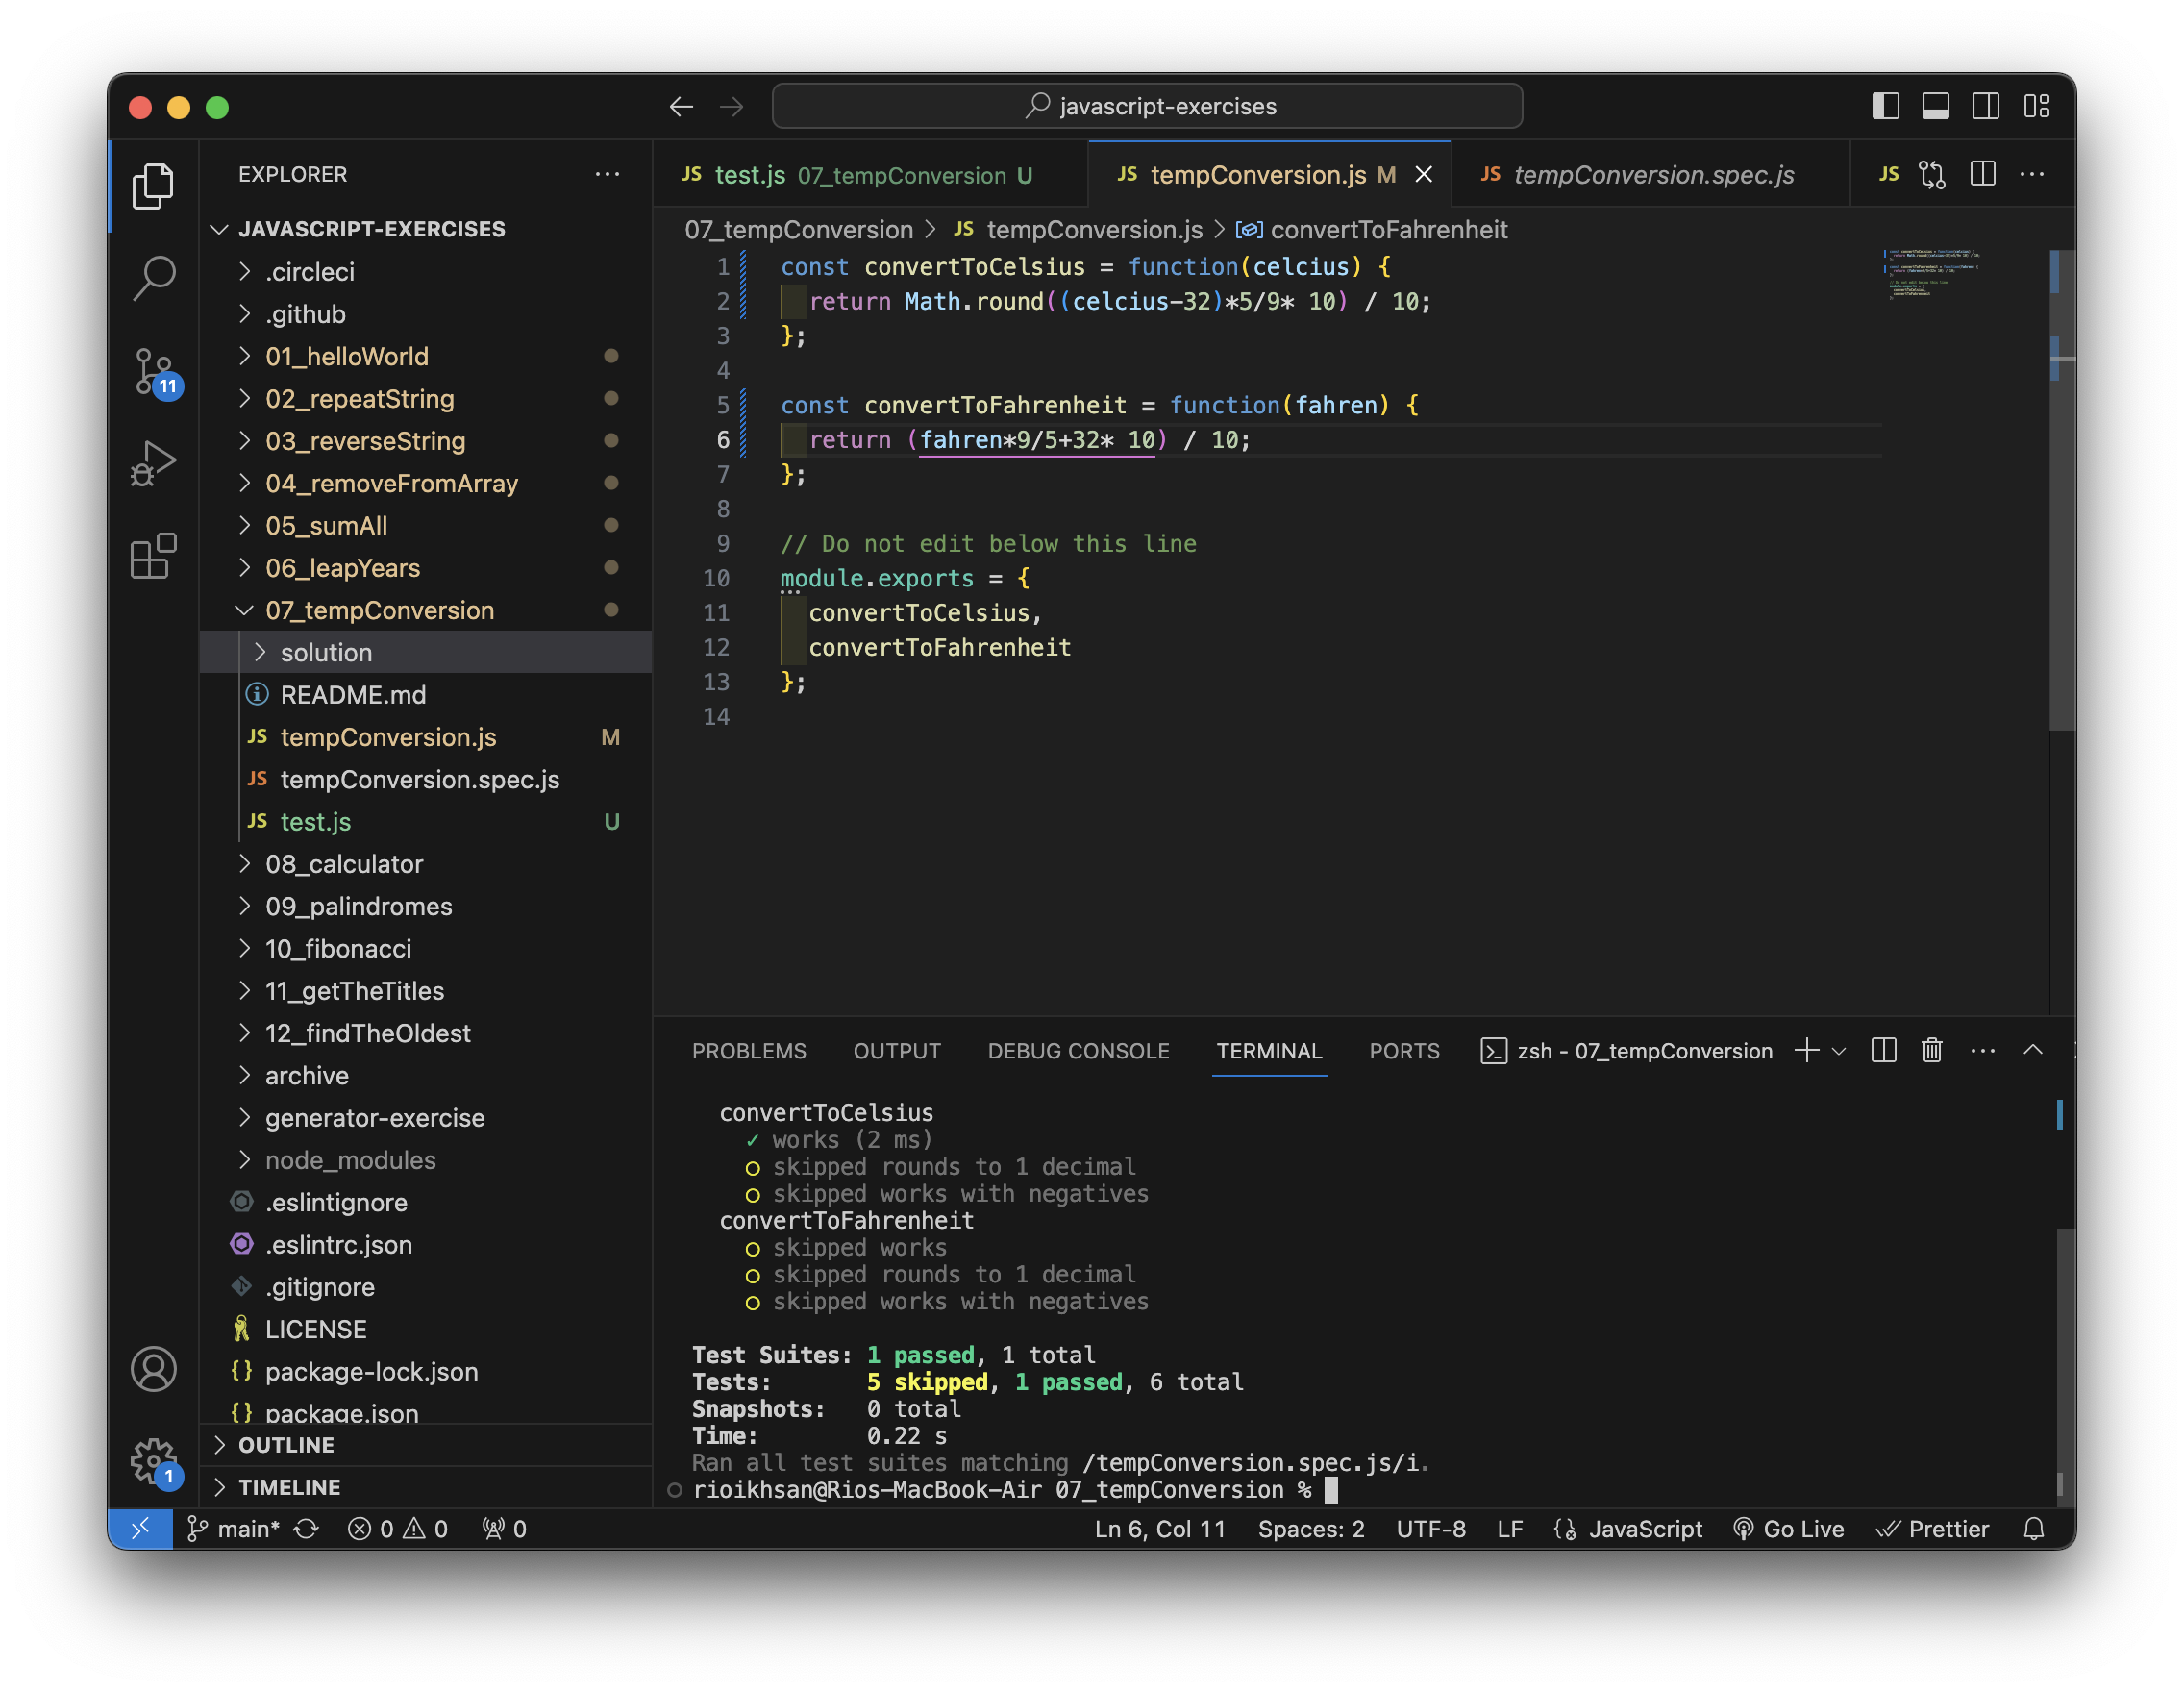 javascript-exercises
EXPLORER
JAVASCRIPT-EXERCISES
.circleci
.github
01_helloWorld
02_repeatString
03_reverseString
04_removeFromArray
05_sumAll
06_leapYears
07_tempConversion
solution
README.md
JS tempConversion.js M
JS tempConversion.spec.js
JS test.js U
08_calculator
09_palindromes
10_fibonacci
11_getTheTitles
12_findTheOldest
archive
generator-exercise
node_modules
.eslintignore
.eslintrc.json
.gitignore
LICENSE
{} package-lock.json
{} package.json
OUTLINE
TIMELINE
11
1
JS test.js 07_tempConversion U
JS tempConversion.js M
JS tempConversion.spec.js
JS
07_tempConversion > JS tempConversion.js > convertToFahrenheit
1 const convertToCelsius = function(celcius) {
2 return Math.round((celcius-32)*5/9* 10) / 10;
3 };
4
5 const convertToFahrenheit = function(fahren) {
6 return (fahren*9/5+32* 10) / 10;
7 };
8
9 // Do not edit below this line
10 module.exports = {
11 convertToCelsius,
12 convertToFahrenheit
13 };
14
PROBLEMS OUTPUT DEBUG CONSOLE TERMINAL PORTS zsh - 07_tempConversion
convertToCelsius
✓ works (2 ms)
○ skipped rounds to 1 decimal
○ skipped works with negatives
convertToFahrenheit
○ skipped works
○ skipped rounds to 1 decimal
○ skipped works with negatives
Test Suites: 1 passed, 1 total
Tests: 5 skipped, 1 passed, 6 total
Snapshots: 0 total
Time: 0.22 s
Ran all test suites matching /tempConversion.spec.js/i.
rioikhsan@Rios-MacBook-Air 07_tempConversion %
main* 0 0 0 Ln 6, Col 11 Spaces: 2 UTF-8 LF JavaScript Go Live Prettier